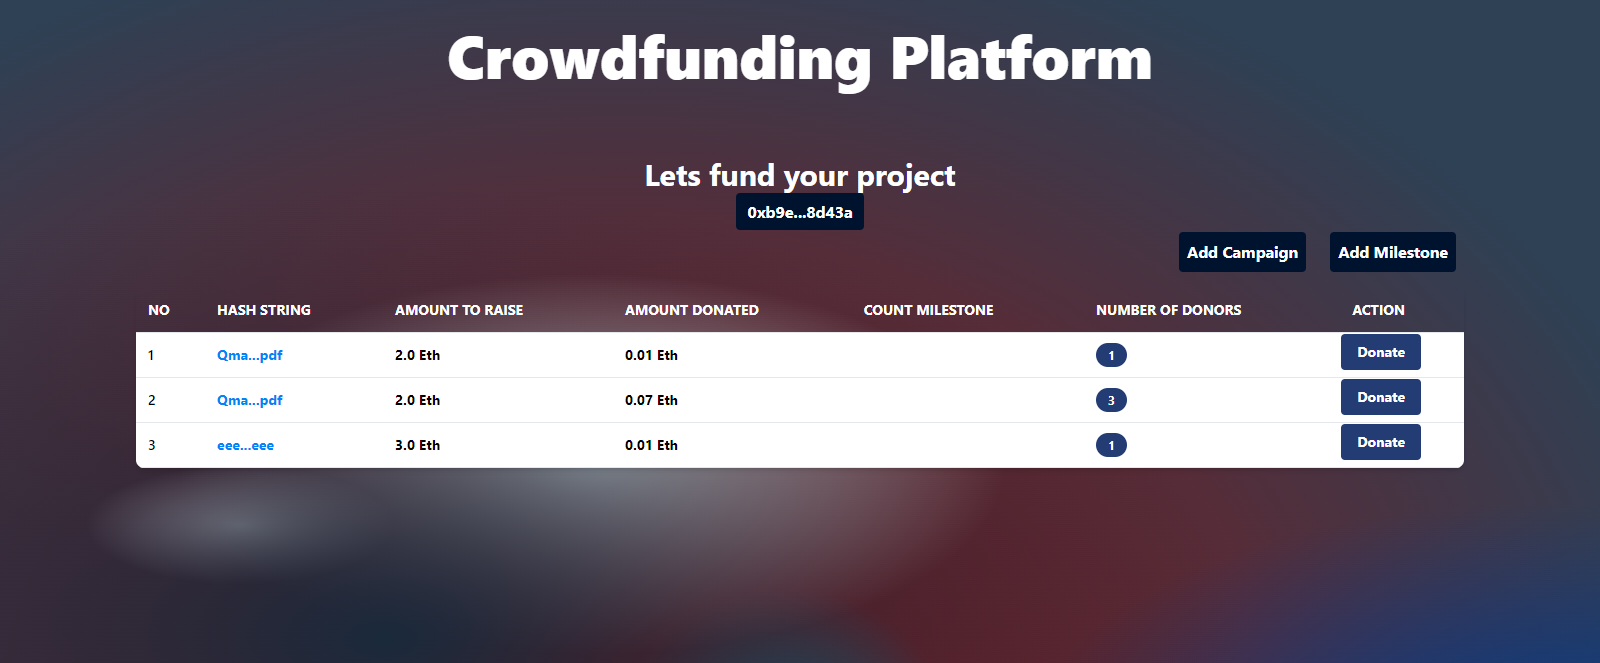 Crowdfunding Platform
Lets fund your project
0xb9e...8d43a
Add Campaign Add Milestone
NO HASH STRING AMOUNT TO RAISE AMOUNT DONATED COUNT MILESTONE NUMBER OF DONORS ACTION
1 Qma...pdf 2.0 Eth 0.01 Eth 1 Donate
2 Qma...pdf 2.0 Eth 0.07 Eth 3 Donate
3 eee...eee 3.0 Eth 0.01 Eth 1 Donate